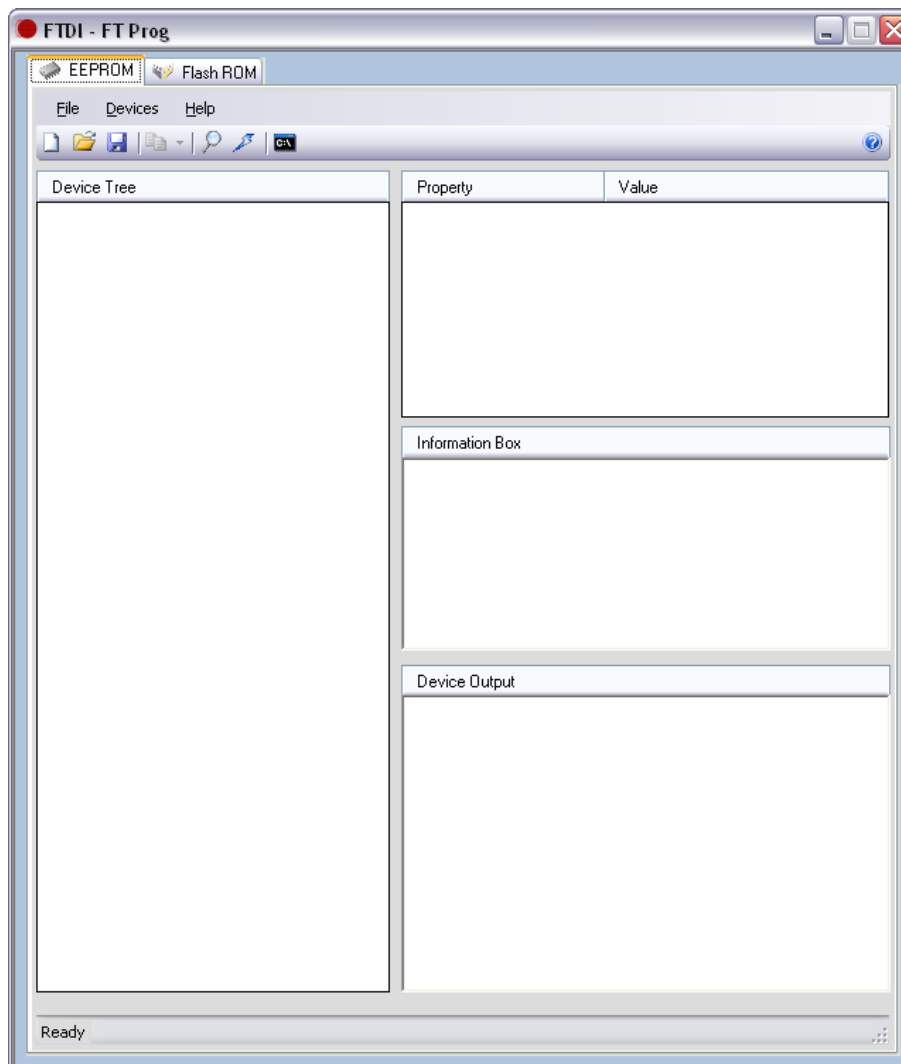 FTDI - FT Prog
EEPROM
Flash ROM
File Devices Help
C:\
Device Tree
Property
Value
Information Box
Device Output
Ready